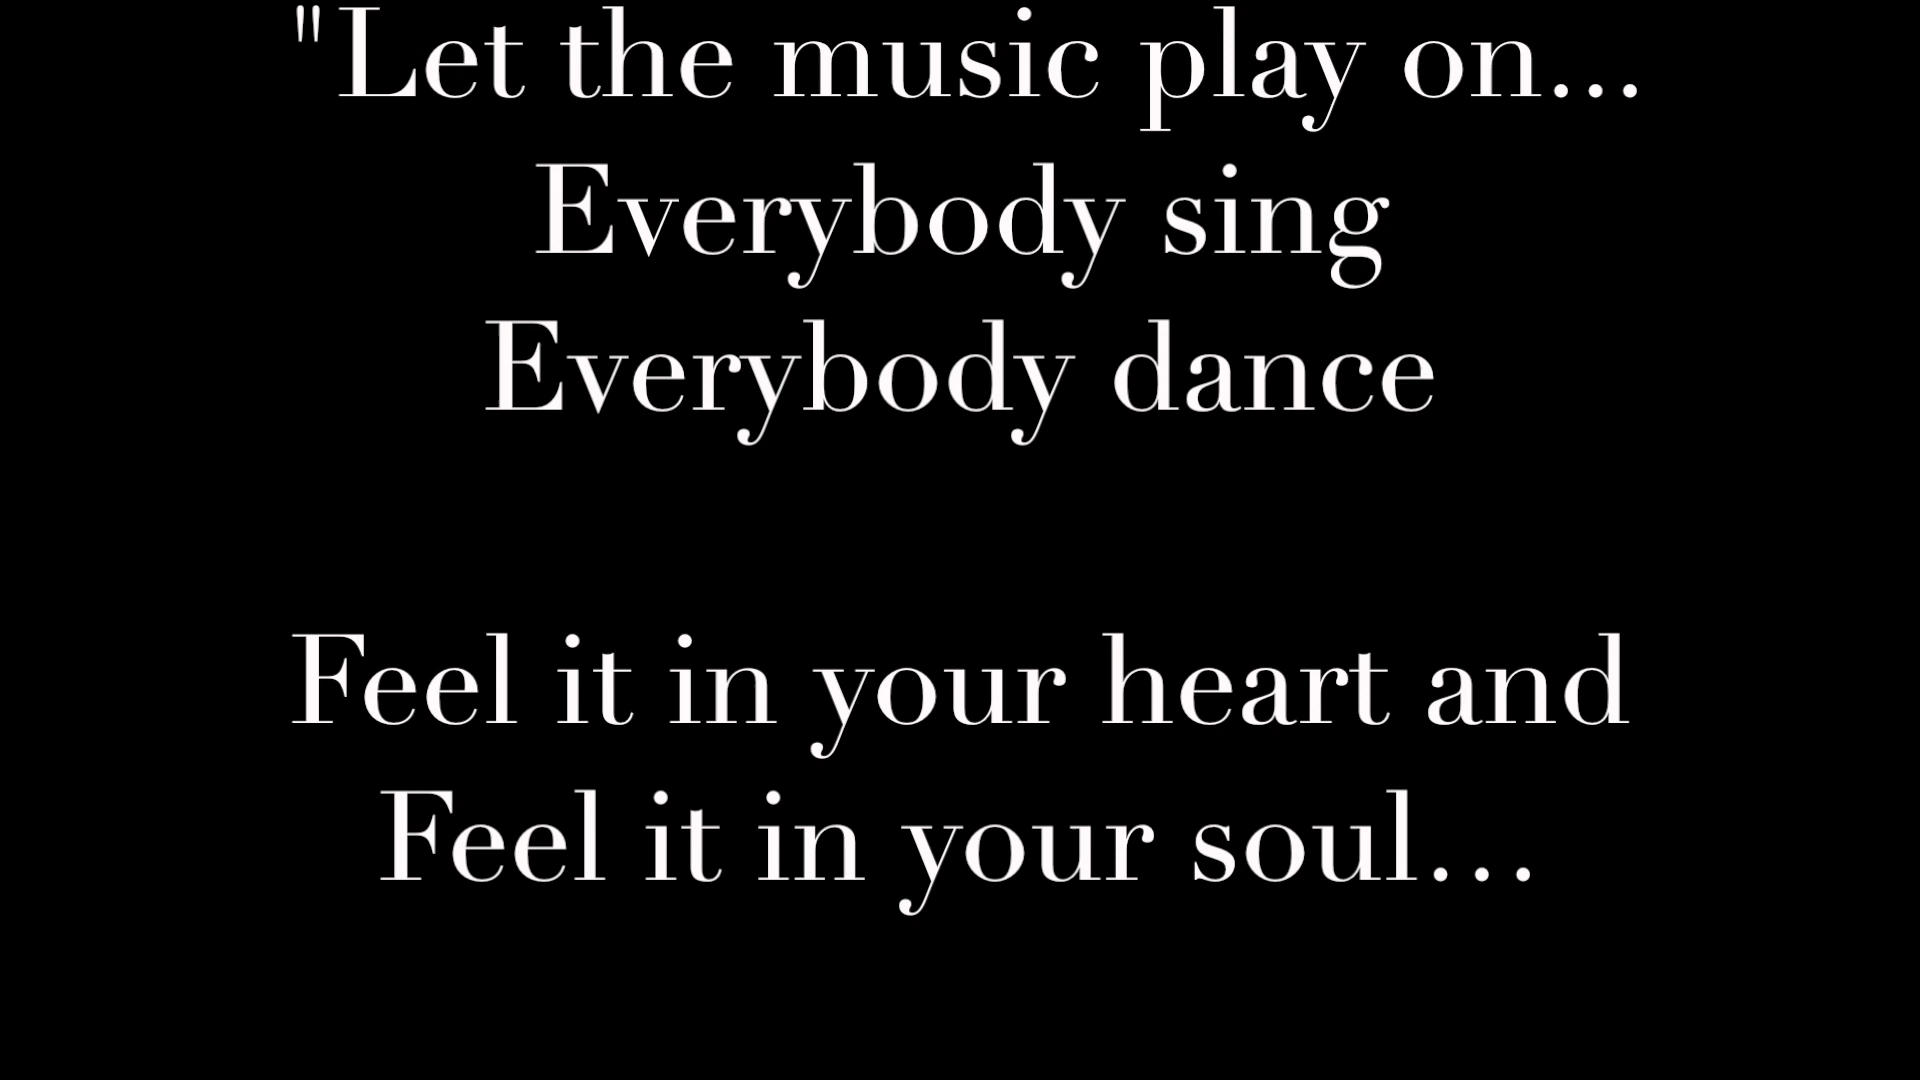 "Let the music play on...
Everybody sing
Everybody dance
Feel it in your heart and
Feel it in your soul...